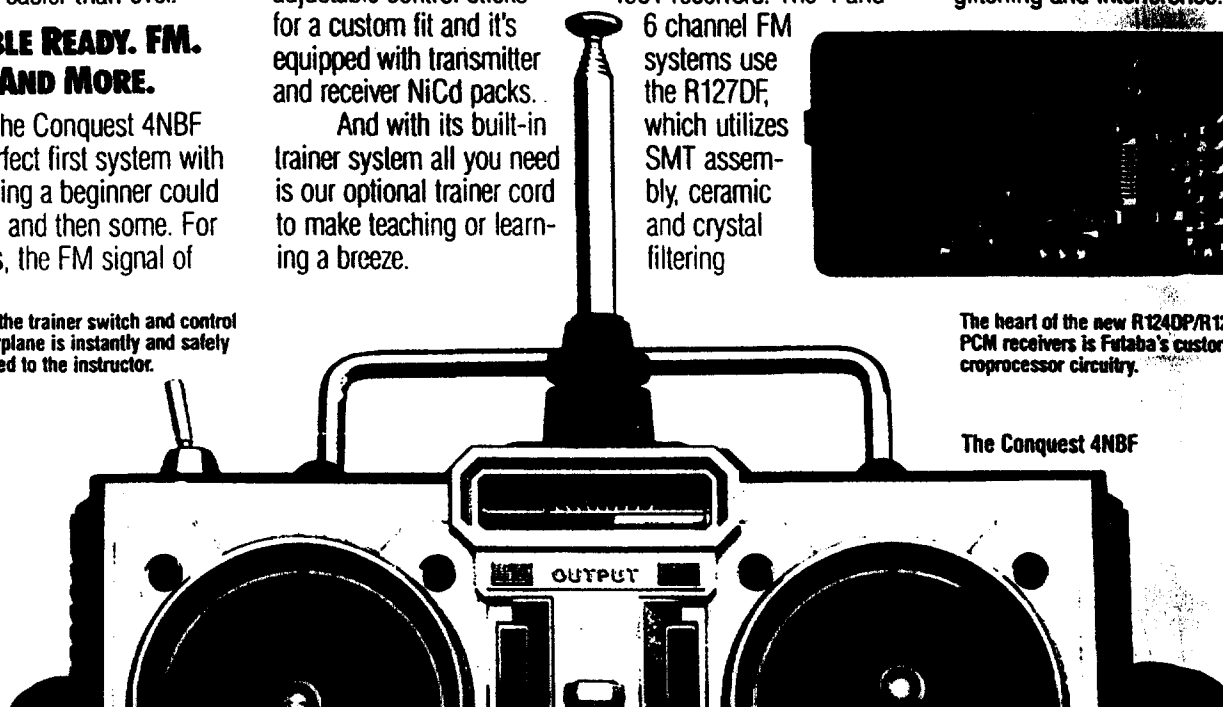 for a custom fit and it's
equipped with transmitter
and receiver NiCd packs.
And with its built-in
trainer system all you need
is our optional trainer cord
to make teaching or learn-
ing a breeze.
6 channel FM
systems use
the R127DF,
which utilizes
SMT assem-
bly, ceramic
and crystal
filtering
glitching and interference.
BLE READY. FM.
AND MORE.
he Conquest 4NBF
rfect first system with
ing a beginner could
, and then some. For
s, the FM signal of
the trainer switch and control
rplane is instantly and safely
ed to the instructor.
The heart of the new R124DP/R12
PCM receivers is Futaba's custom
croprocessor circuitry.
The Conquest 4NBF
OUTPUT